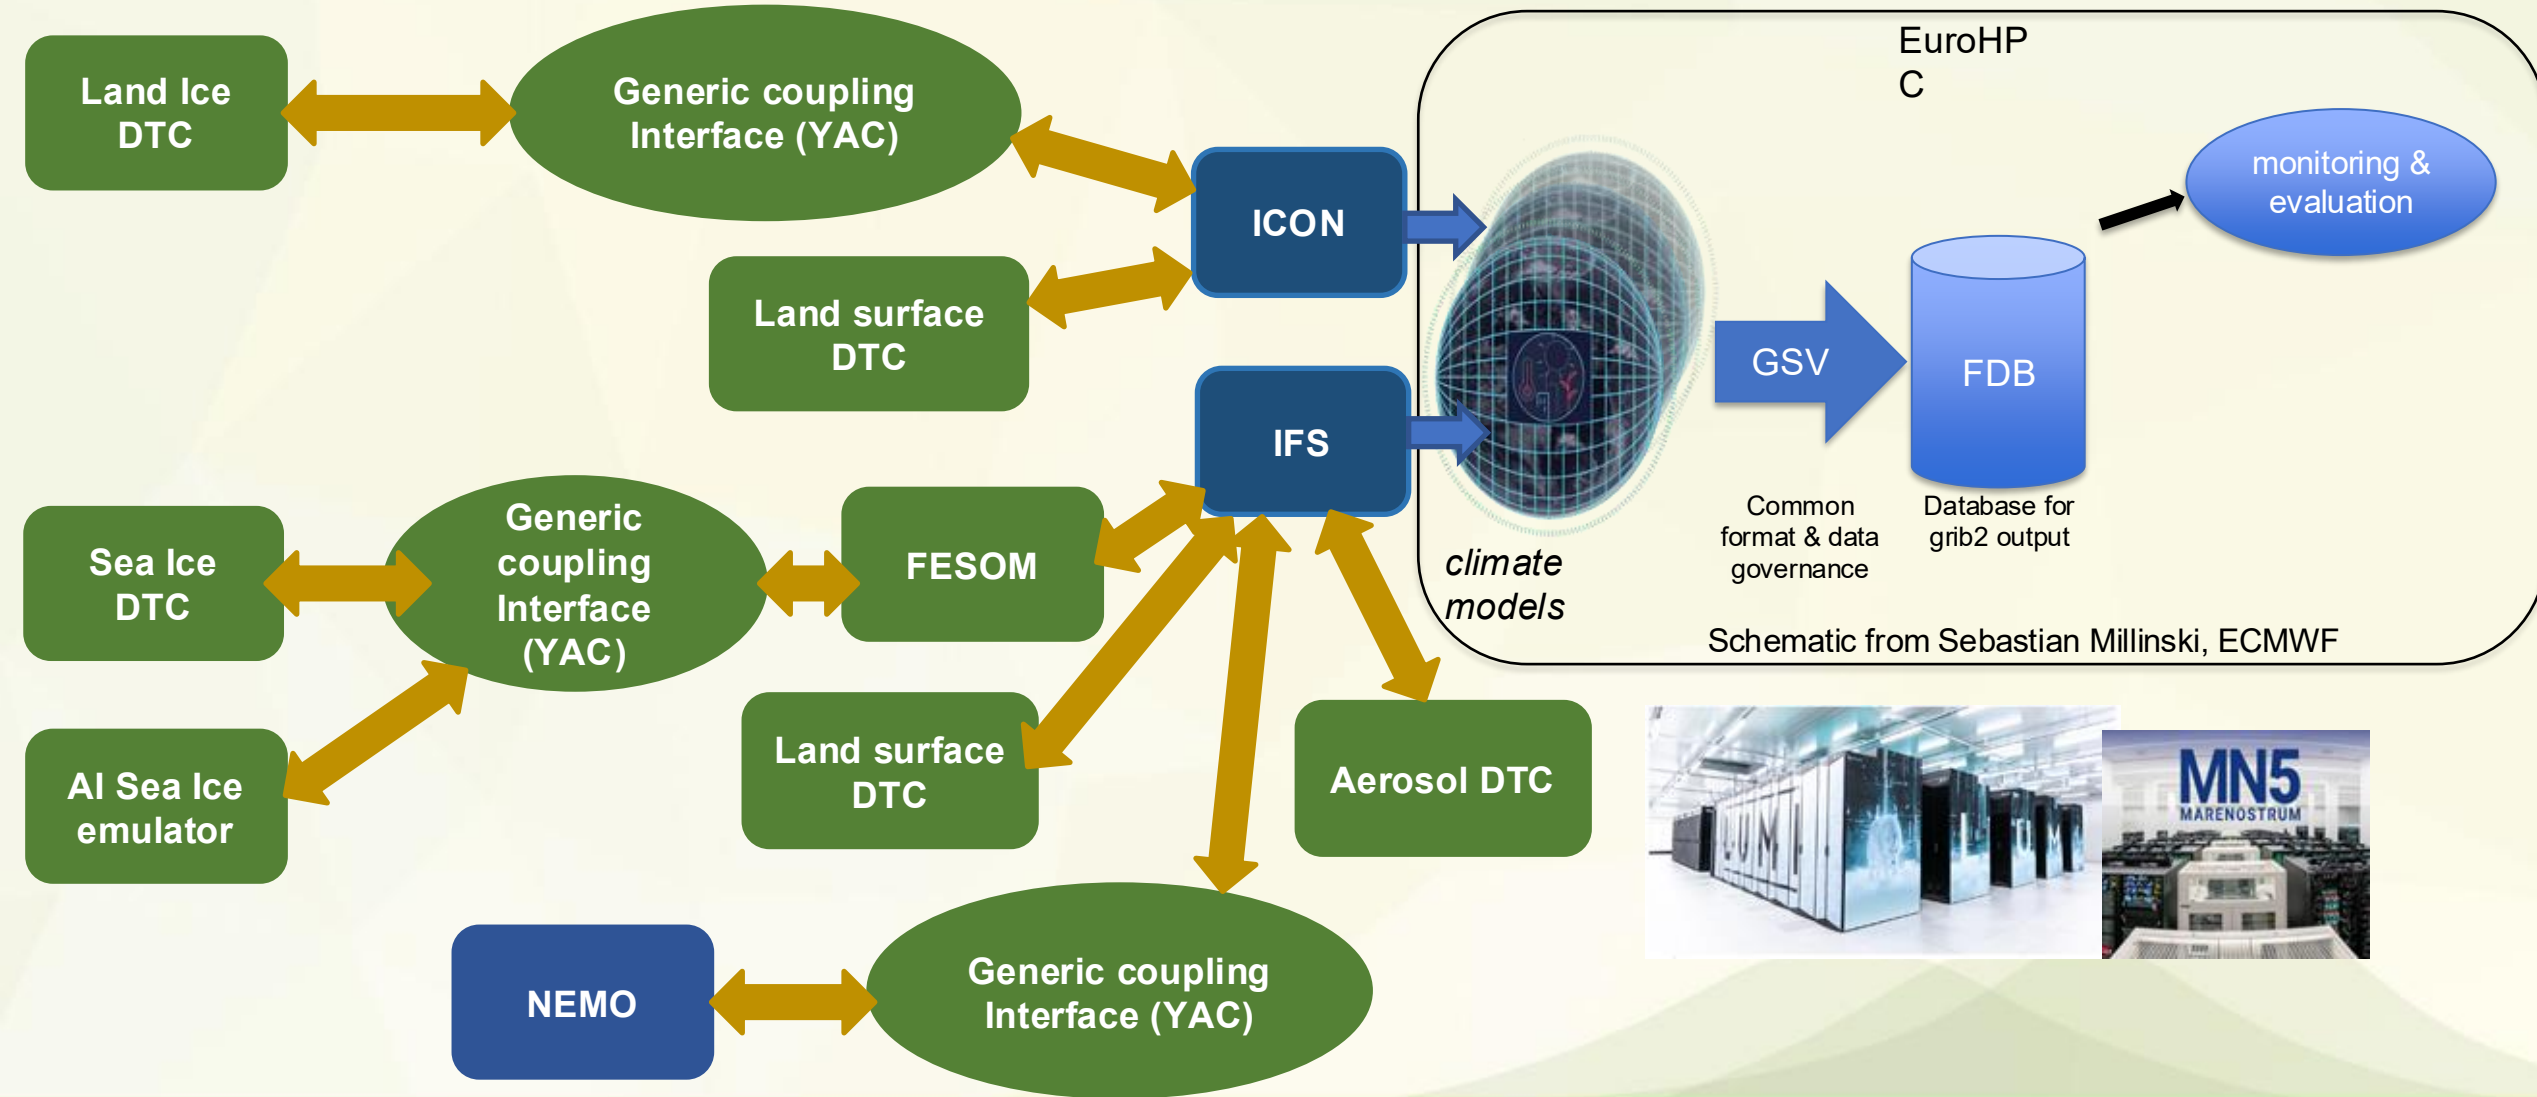 EuroHP
C
Land Ice
DTC
Generic coupling
Interface (YAC)
ICON
monitoring &
evaluation
Land surface
DTC
GSV
FDB
IFS
Common
format & data
governance
Database for
grib2 output
climate
models
Schematic from Sebastian Millinski, ECMWF
Sea Ice
DTC
Generic
coupling
Interface
(YAC)
FESOM
AI Sea Ice
emulator
Land surface
DTC
Aerosol DTC
LUMI
MN5
MARENOSTRUM
NEMO
Generic coupling
Interface (YAC)